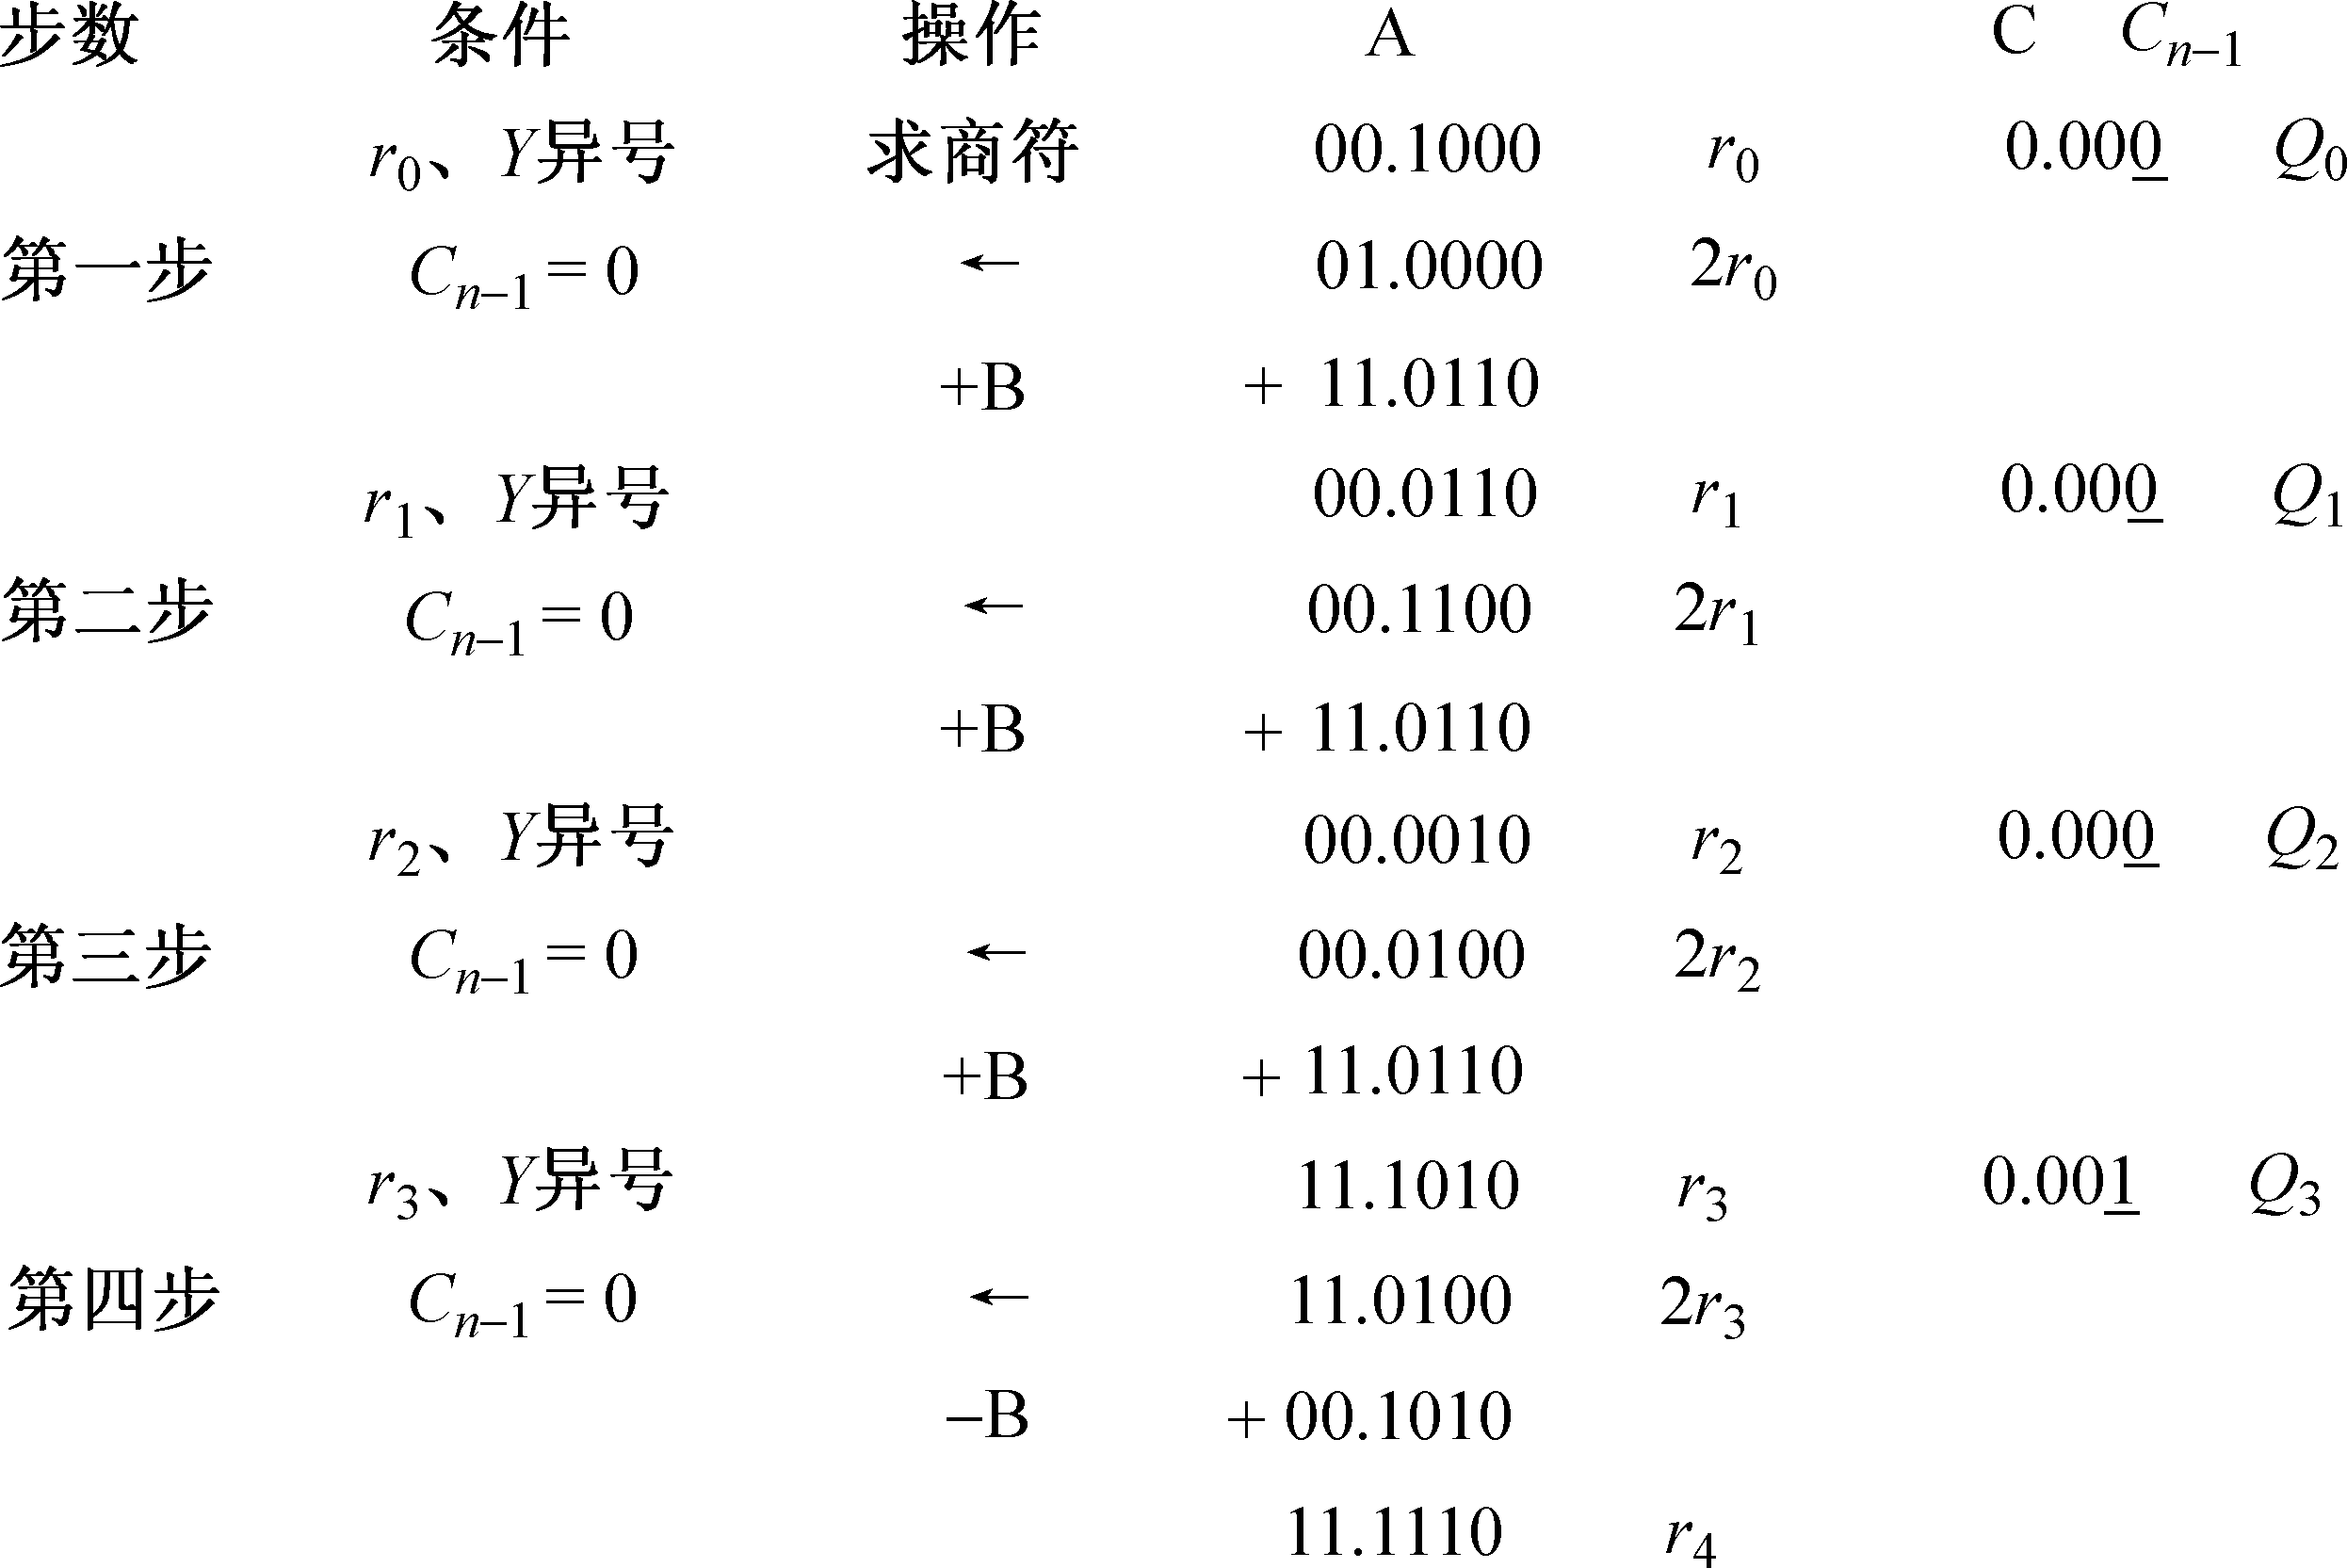 步数 条件 操作 A C Cₙ₋₁
r₀、Y异号 求商符 00.1000 r₀ 0.000 Q₀
第一步 Cₙ₋₁ = 0 ← 01.0000 2r₀
+B + 11.0110
r₁、Y异号 00.0110 r₁ 0.000 Q₁
第二步 Cₙ₋₁ = 0 ← 00.1100 2r₁
+B + 11.0110
r₂、Y异号 00.0010 r₂ 0.000 Q₂
第三步 Cₙ₋₁ = 0 ← 00.0100 2r₂
+B + 11.0110
r₃、Y异号 11.1010 r₃ 0.001 Q₃
第四步 Cₙ₋₁ = 0 ← 11.0100 2r₃
–B + 00.1010
11.1110 r₄